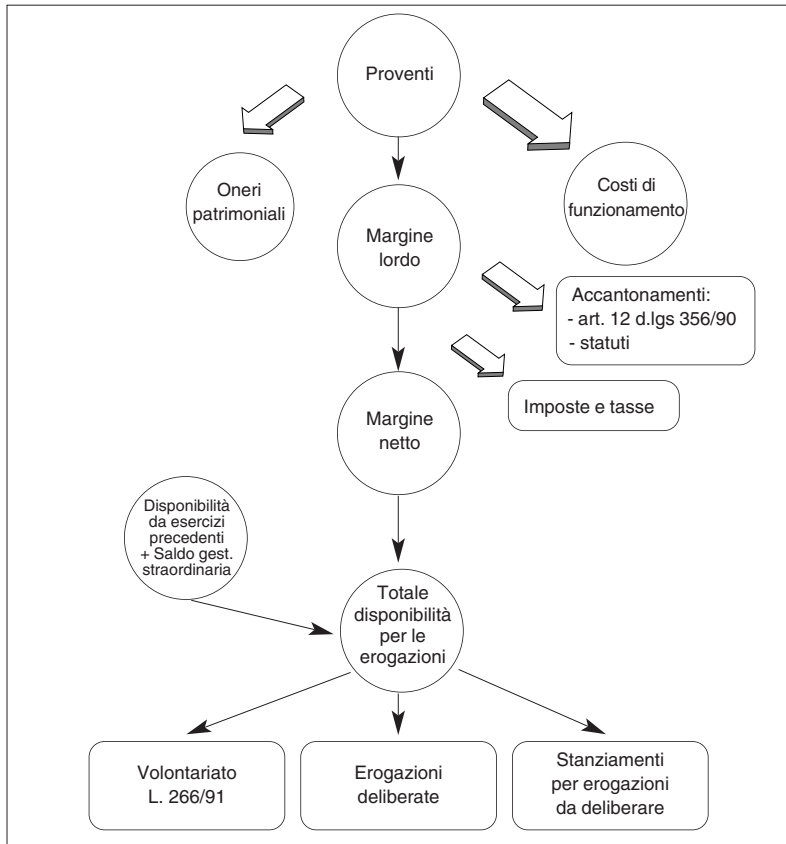 Proventi
Oneri
patrimoniali
Costi di
funzionamento
Margine
lordo
Accantonamenti:
- art. 12 d.lgs 356/90
- statuti
Imposte e tasse
Margine
netto
Disponibilità
da esercizi
precedenti
+ Saldo gest.
straordinaria
Totale
disponibilità
per le
erogazioni
Volontariato
L. 266/91
Erogazioni
deliberate
Stanziamenti
per erogazioni
da deliberare